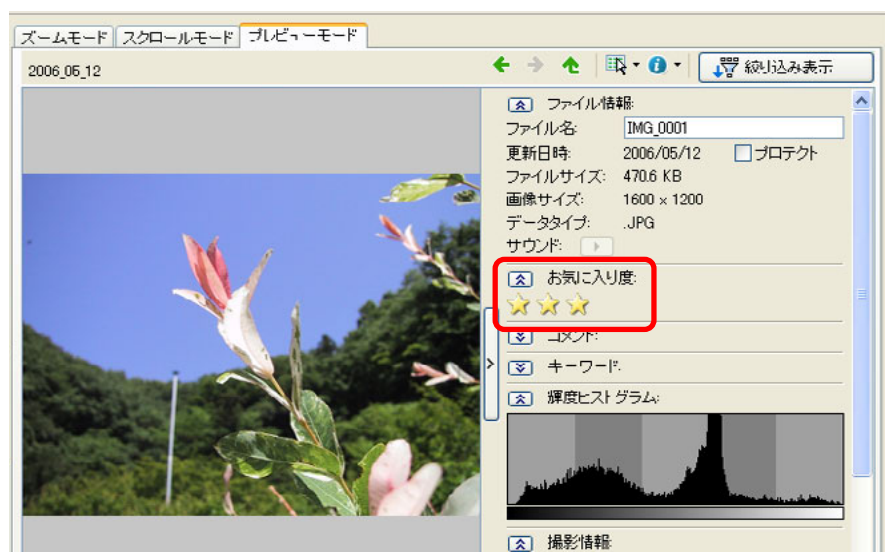 ズームモード スクロールモード プレビューモード
2006_05_12
絞り込み表示
ファイル情報:
ファイル名: IMG_0001
更新日時: 2006/05/12 プロテクト
ファイルサイズ: 470.6 KB
画像サイズ: 1600 × 1200
データタイプ: .JPG
サウンド:
お気に入り度:
コメント:
キーワード:
輝度ヒストグラム:
撮影情報: